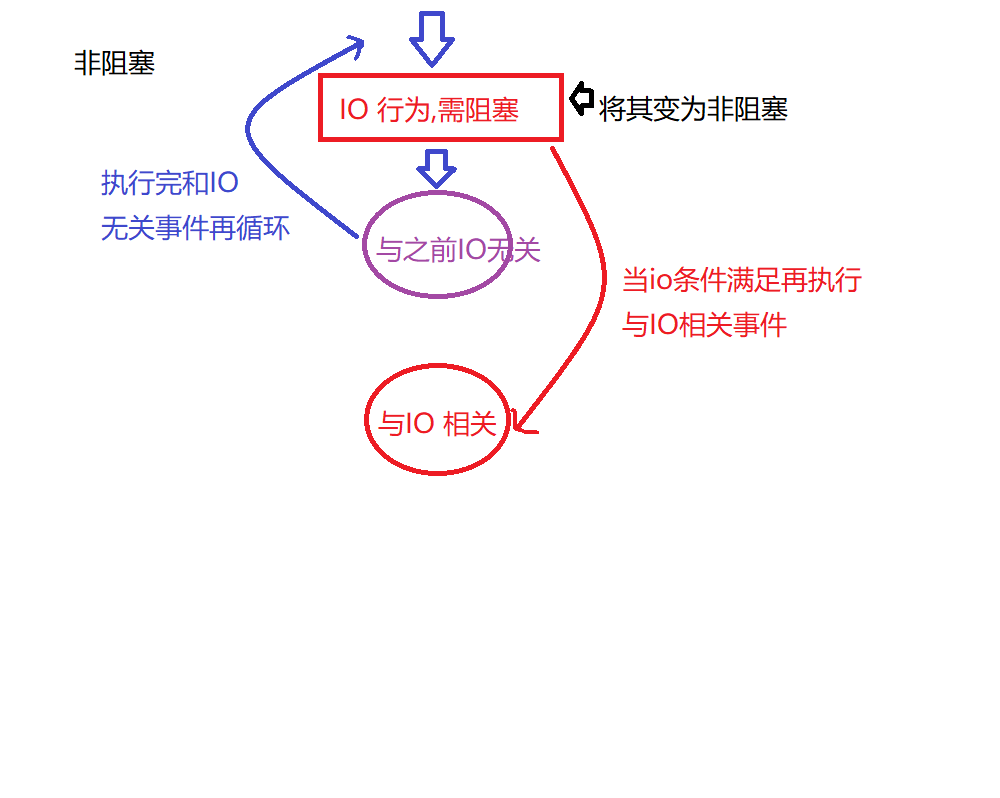 非阻塞
IO 行为,需阻塞
将其变为非阻塞
执行完和IO
无关事件再循环
与之前IO无关
当io条件满足再执行
与IO相关事件
与IO 相关